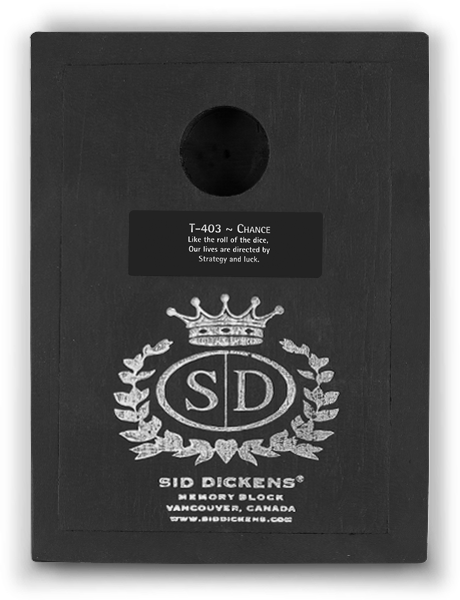 T-403 ~ CHANCE
Like the roll of the dice,
Our lives are directed by
Strategy and luck.
SD
SID DICKENS®
MEMORY BLOCK
VANCOUVER, CANADA
WWW.SIDDICKENS.COM